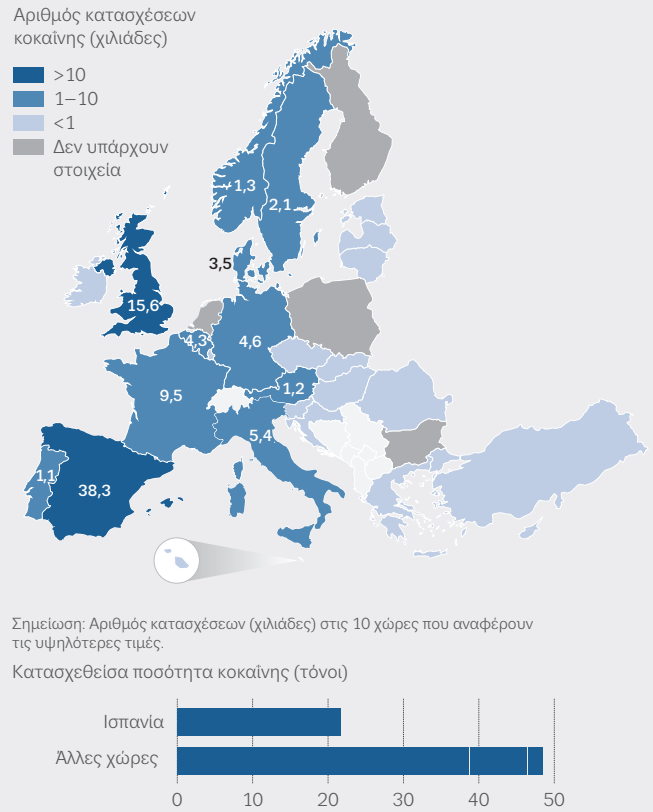 Αριθμός κατασχέσεων
κοκαΐνης (χιλιάδες)
>10
1–10
<1
Δεν υπάρχουν
στοιχεία
1,3
2,1
3,5
15,6
4,3
4,6
9,5
1,2
5,4
1,1
38,3
Σημείωση: Αριθμός κατασχέσεων (χιλιάδες) στις 10 χώρες που αναφέρουν
τις υψηλότερες τιμές.
Κατασχεθείσα ποσότητα κοκαΐνης (τόνοι)
Ισπανία
Άλλες χώρες
0 10 20 30 40 50